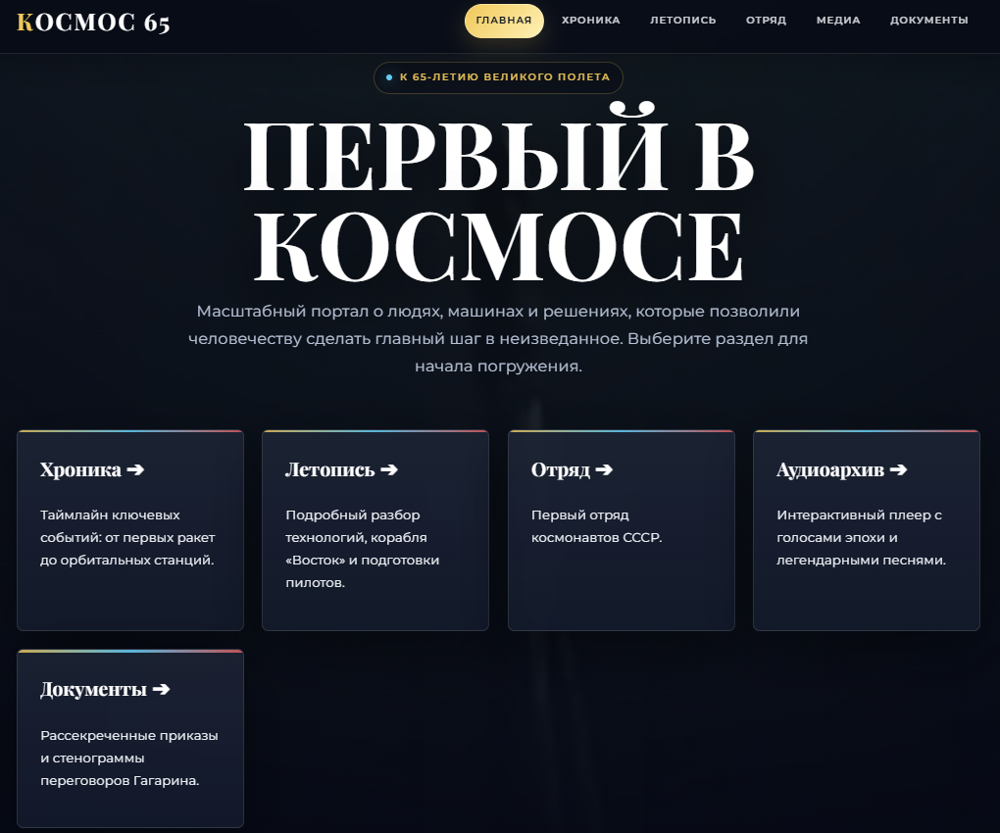 КОСМОС 65
ГЛАВНАЯ
ХРОНИКА
ЛЕТОПИСЬ
ОТРЯД
МЕДИА
ДОКУМЕНТЫ
К 65-ЛЕТИЮ ВЕЛИКОГО ПОЛЕТА
ПЕРВЫЙ В
КОСМОСЕ
Масштабный портал о людях, машинах и решениях, которые позволили
человечеству сделать главный шаг в неизведанное. Выберите раздел для
начала погружения.
Хроника ➔
Таймлайн ключевых
событий: от первых ракет
до орбитальных станций.
Летопись ➔
Подробный разбор
технологий, корабля
«Восток» и подготовки
пилотов.
Отряд ➔
Первый отряд
космонавтов СССР.
Аудиоархив ➔
Интерактивный плеер с
голосами эпохи и
легендарными песнями.
Документы ➔
Рассекреченные приказы
и стенограммы
переговоров Гагарина.